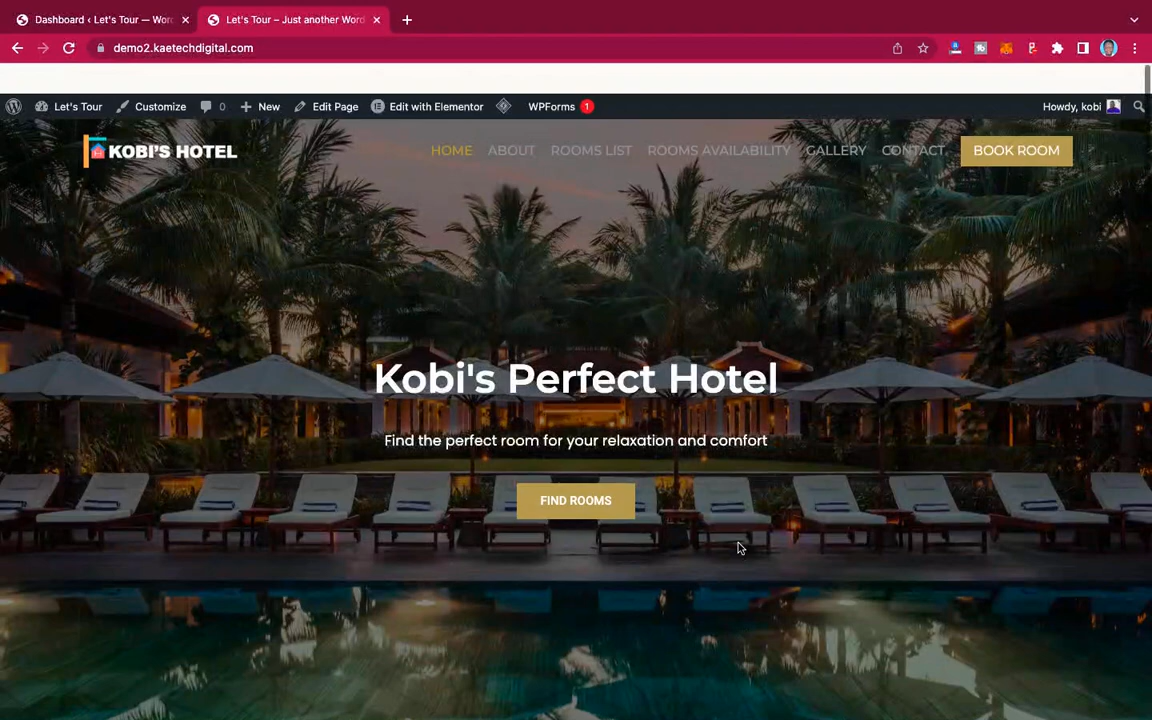 Dashboard ‹ Let's Tour — Wor
Let's Tour – Just another Word
demo2.kaetechdigital.com
Let's Tour
Customize
0
New
Edit Page
Edit with Elementor
WPForms 1
Howdy, kobi
KOBI'S HOTEL
HOME
ABOUT
ROOMS LIST
ROOMS AVAILABILITY
GALLERY
CONTACT
BOOK ROOM
Kobi's Perfect Hotel
Find the perfect room for your relaxation and comfort
FIND ROOMS